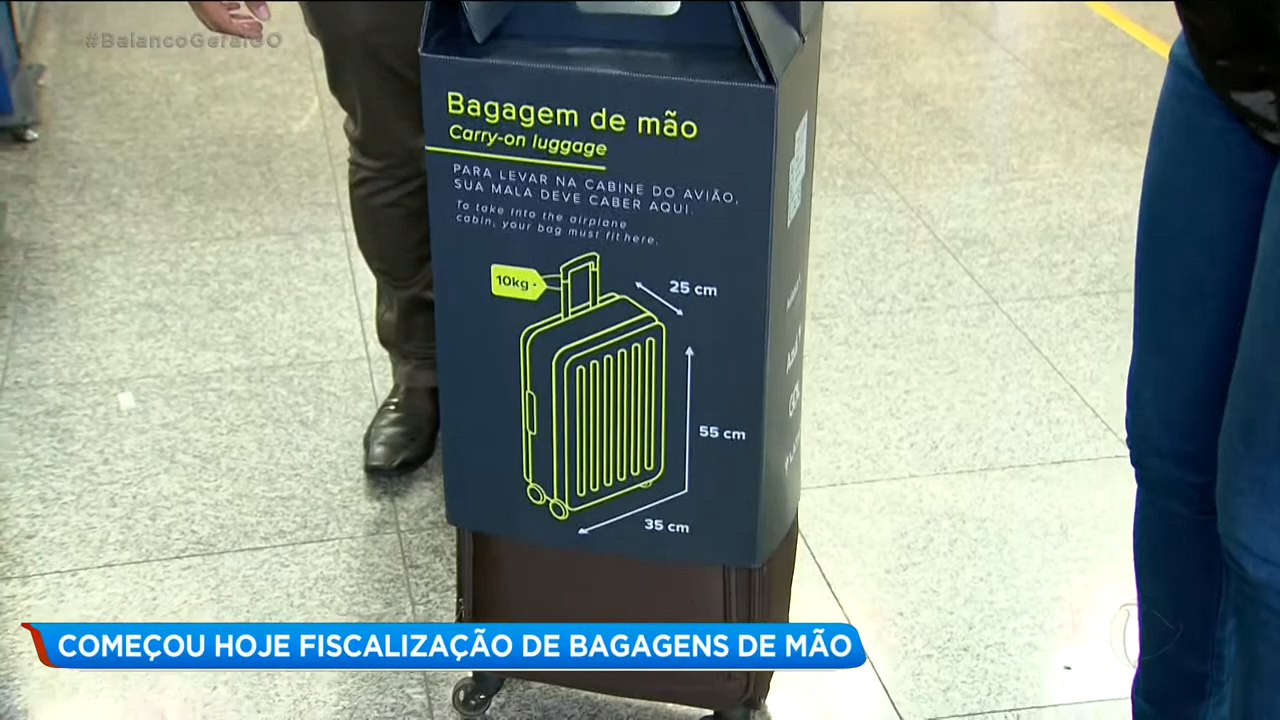 #BalancoGeralGO
Bagagem de mão
Carry-on luggage
PARA LEVAR NA CABINE DO AVIÃO,
SUA MALA DEVE CABER AQUI.
To take into the airplane
cabin, your bag must fit here.
10kg
25 cm
55 cm
35 cm
Azul
GOL
COMEÇOU HOJE FISCALIZAÇÃO DE BAGAGENS DE MÃO